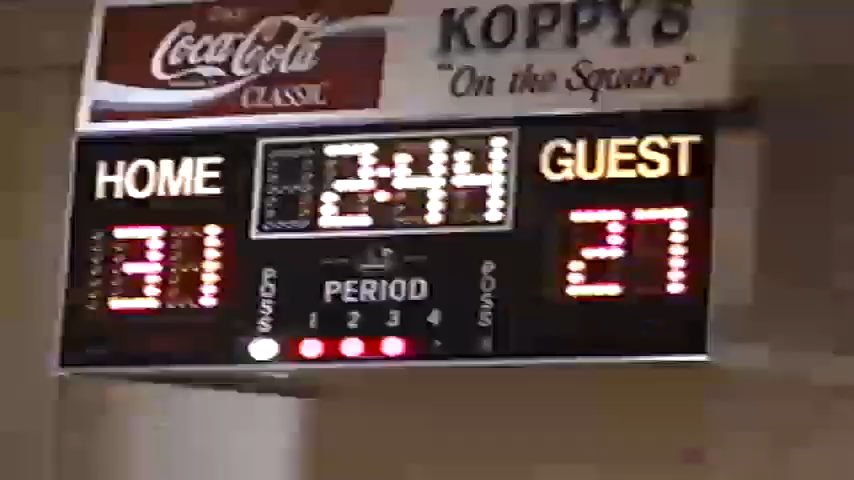 Coca-Cola
CLASSIC
KOPPY'S
"On the Square"
HOME
2:44
GUEST
31
27
POSS
PERIOD
POSS
1 2 3 4